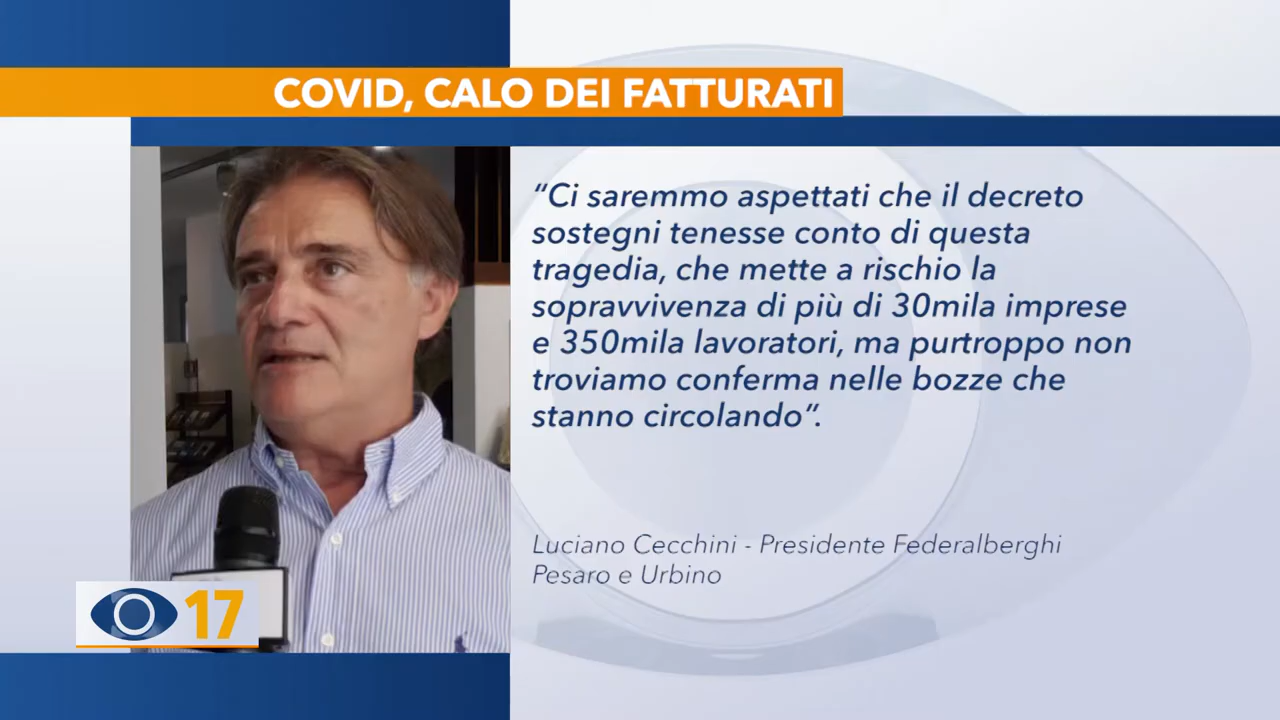 COVID, CALO DEI FATTURATI
“Ci saremmo aspettati che il decreto
sostegni tenesse conto di questa
tragedia, che mette a rischio la
sopravvivenza di più di 30mila imprese
e 350mila lavoratori, ma purtroppo non
troviamo conferma nelle bozze che
stanno circolando”.
Luciano Cecchini - Presidente Federalberghi
Pesaro e Urbino
17